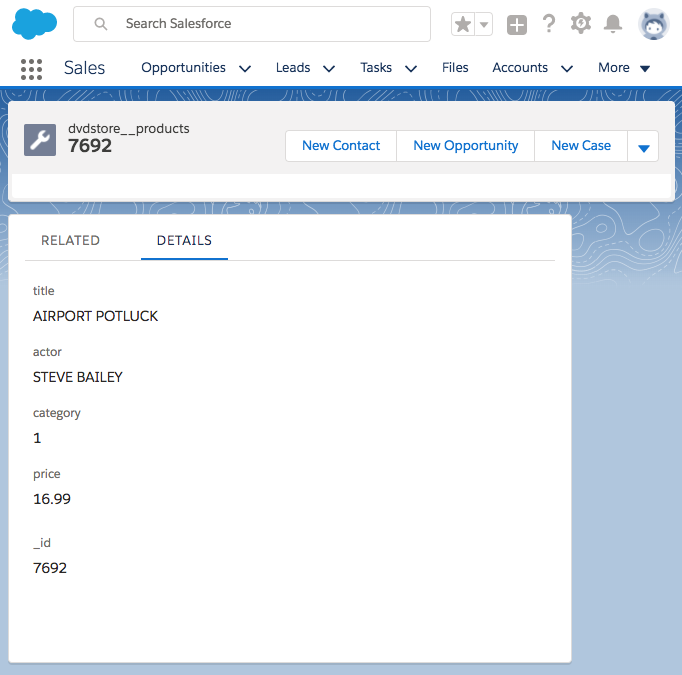 Search Salesforce
Sales Opportunities Leads Tasks Files Accounts More
dvdstore__products
7692
New Contact New Opportunity New Case
RELATED DETAILS
title
AIRPORT POTLUCK
actor
STEVE BAILEY
category
1
price
16.99
_id
7692